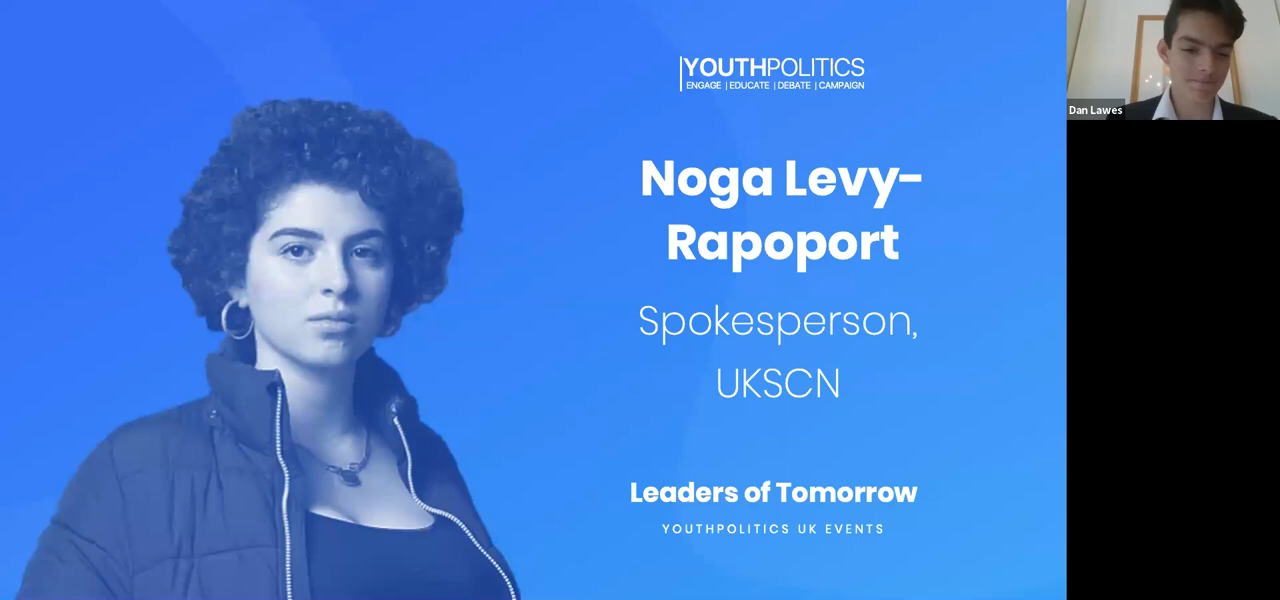 YOUTHPOLITICS
ENGAGE | EDUCATE | DEBATE | CAMPAIGN
Noga Levy-
Rapoport
Spokesperson,
UKSCN
Leaders of Tomorrow
YOUTHPOLITICS UK EVENTS
Dan Lawes